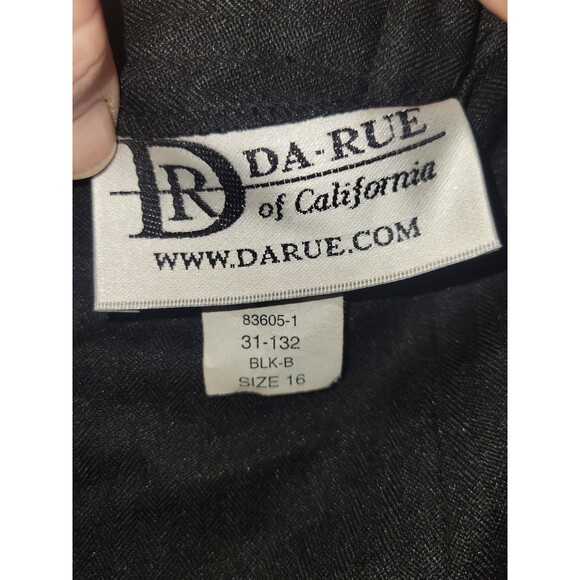 DR DA-RUE
of California
WWW.DARUE.COM
83605-1
31-132
BLK-B
SIZE 16